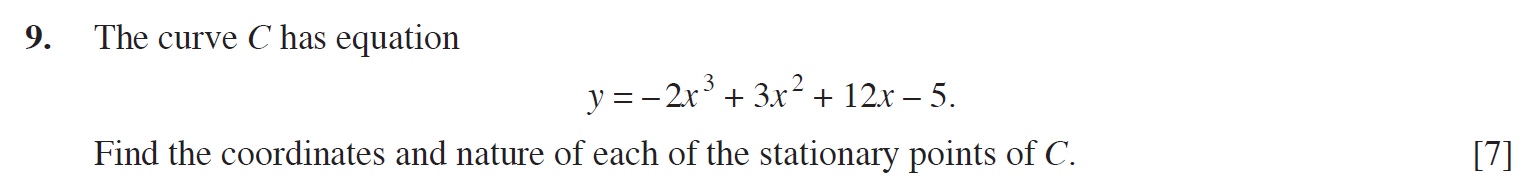 9. The curve C has equation
y = – 2x³ + 3x² + 12x – 5.
Find the coordinates and nature of each of the stationary points of C. [7]